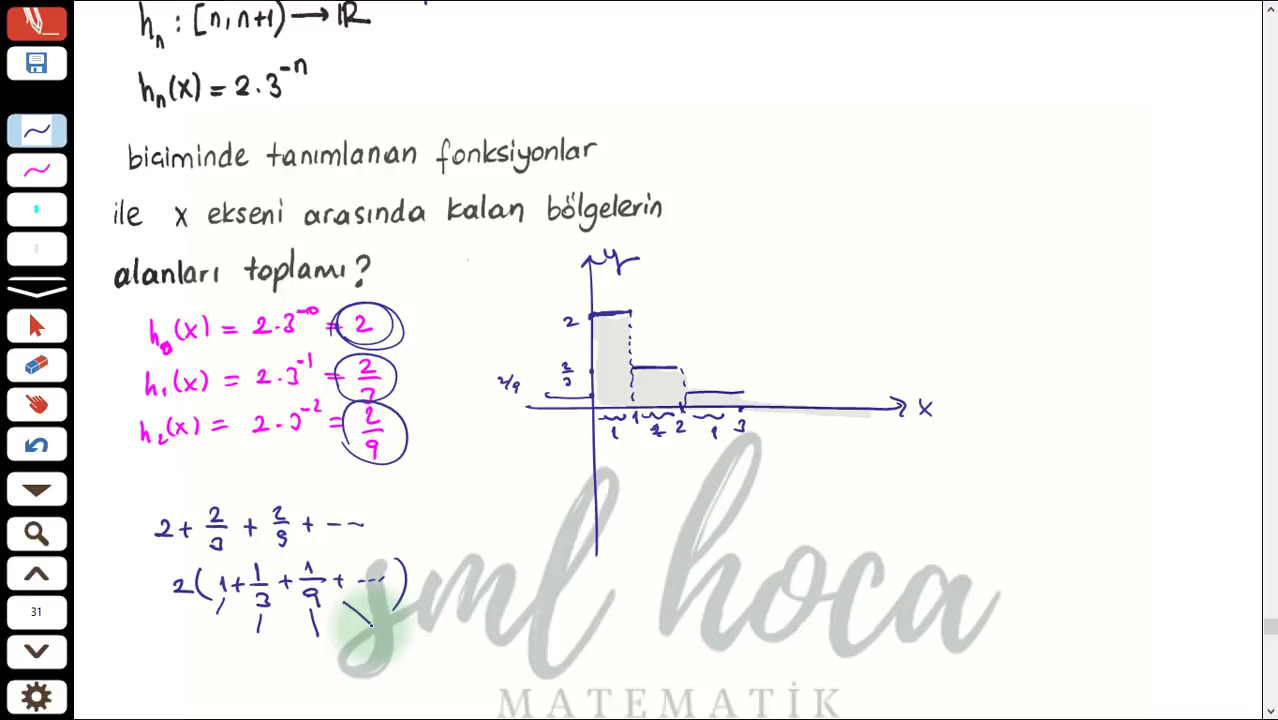 hₙ : [n, n+1) → IR
hₙ(x) = 2.3⁻ⁿ
biçiminde tanımlanan fonksiyonlar
ile x ekseni arasında kalan bölgelerin
alanları toplamı?
h₀(x) = 2.3⁻⁰ = 2
h₁(x) = 2.3⁻¹ = 2/3
h₂(x) = 2.3⁻² = 2/9
y
2
2/3
2/9
1 2 3
1 1
x
2 + 2/3 + 2/9 + ---
2(1 + 1/3 + 1/9 + ---)
sml hoca
MATEMATİK
31